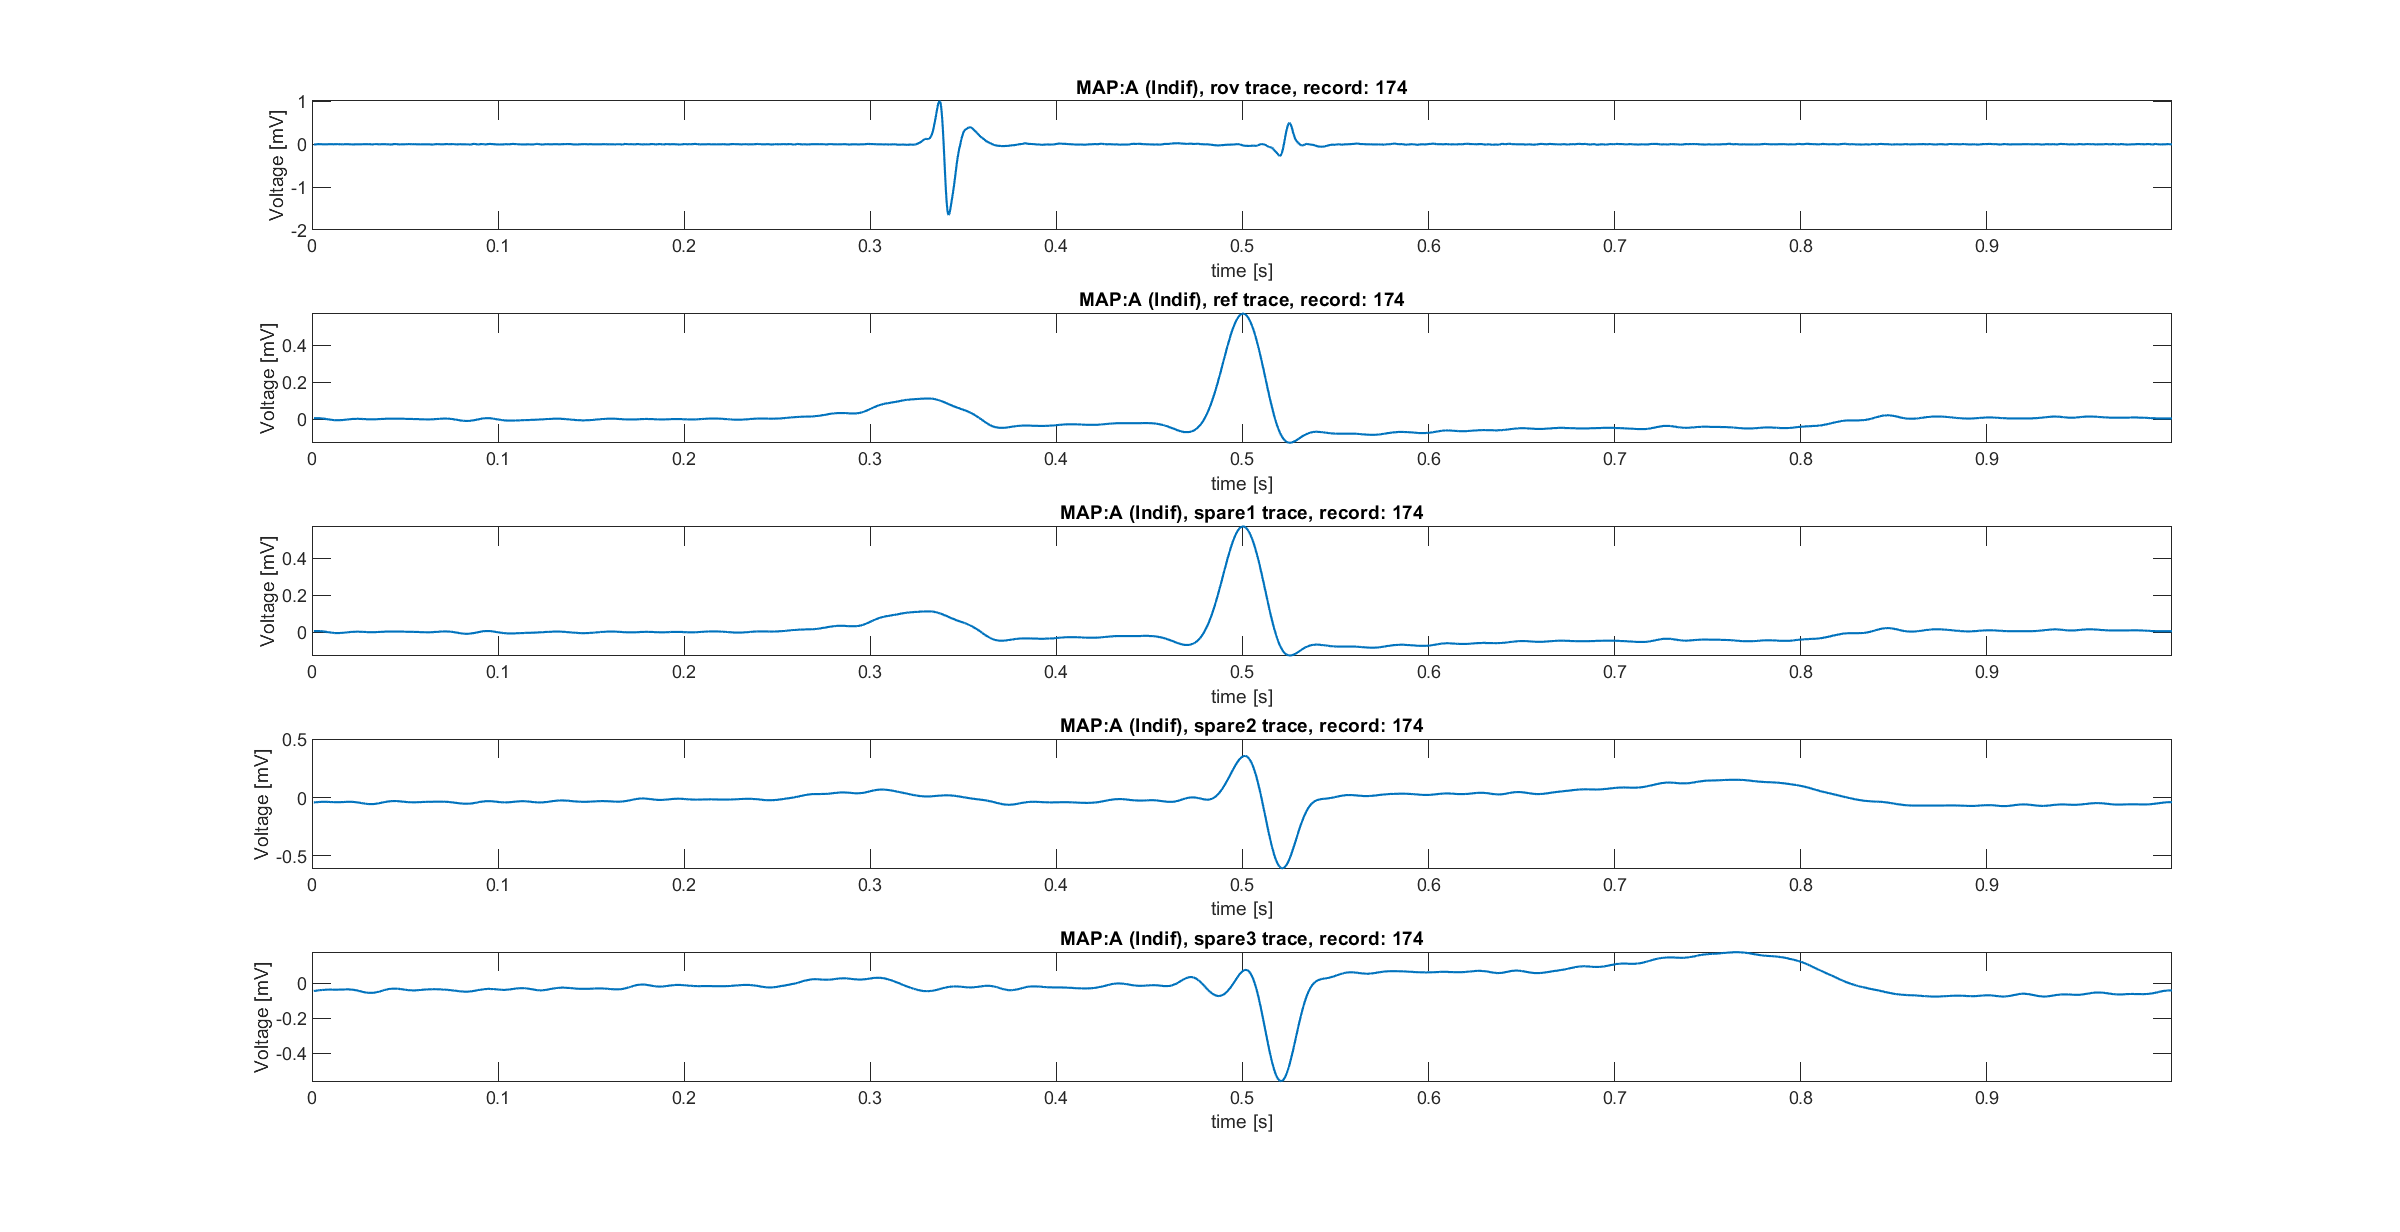 MAP:A (Indif), rov trace, record: 174
Voltage [mV]
1
0
-1
-2
0 0.1 0.2 0.3 0.4 0.5 0.6 0.7 0.8 0.9
time [s]
MAP:A (Indif), ref trace, record: 174
Voltage [mV]
0.4
0.2
0
0 0.1 0.2 0.3 0.4 0.5 0.6 0.7 0.8 0.9
time [s]
MAP:A (Indif), spare1 trace, record: 174
Voltage [mV]
0.4
0.2
0
0 0.1 0.2 0.3 0.4 0.5 0.6 0.7 0.8 0.9
time [s]
MAP:A (Indif), spare2 trace, record: 174
Voltage [mV]
0.5
0
-0.5
0 0.1 0.2 0.3 0.4 0.5 0.6 0.7 0.8 0.9
time [s]
MAP:A (Indif), spare3 trace, record: 174
Voltage [mV]
0
-0.2
-0.4
0 0.1 0.2 0.3 0.4 0.5 0.6 0.7 0.8 0.9
time [s]